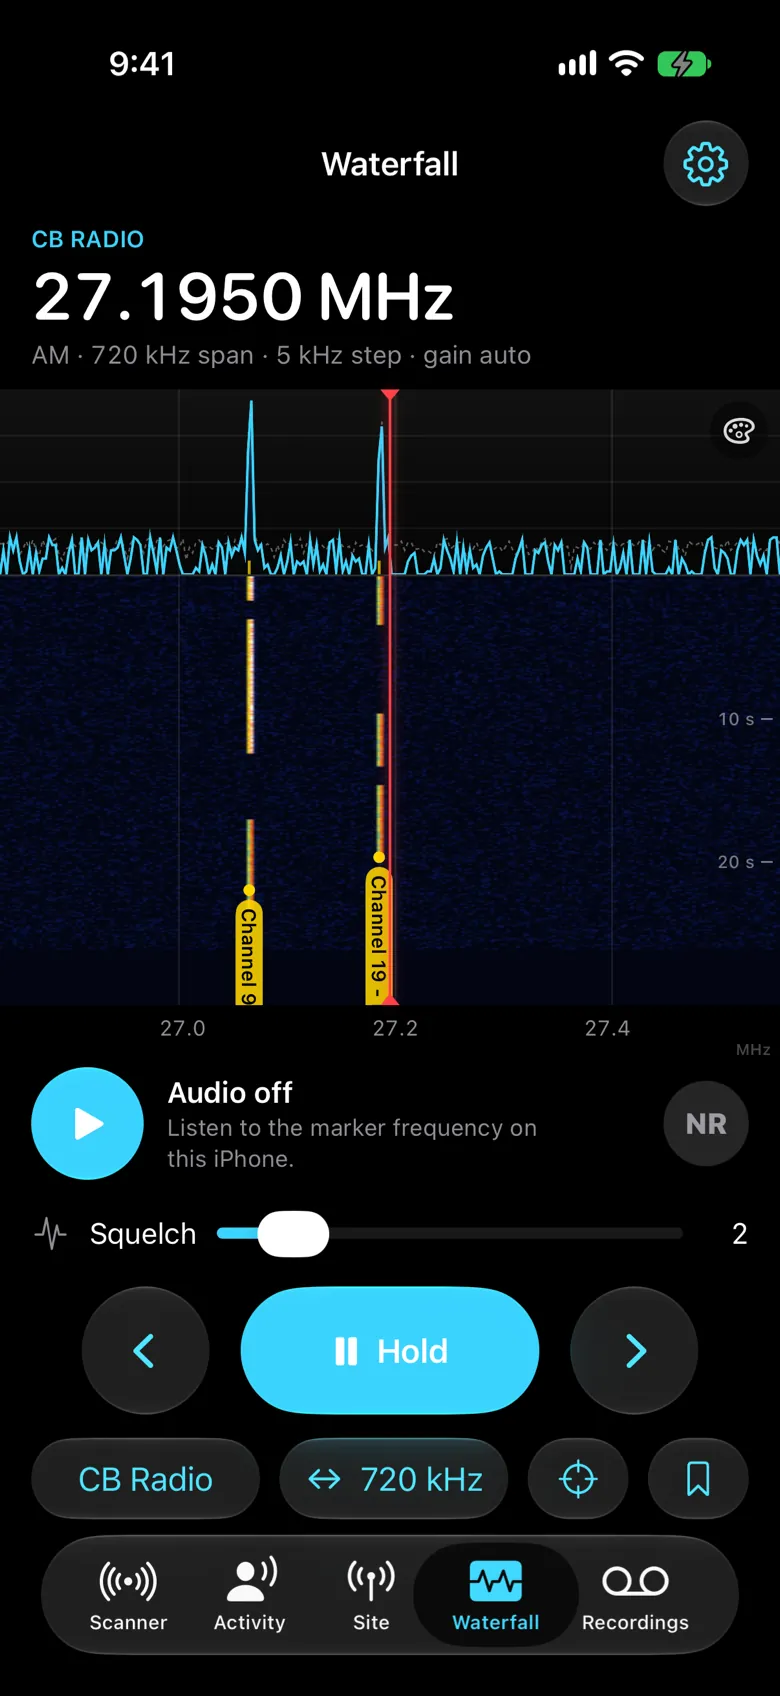 9:41
Waterfall
CB RADIO
27.1950 MHz
AM · 720 kHz span · 5 kHz step · gain auto
10 s
20 s
Channel 9
Channel 19 -
27.0
27.2
27.4
MHz
Audio off
Listen to the marker frequency on
this iPhone.
NR
Squelch
2
Hold
CB Radio
720 kHz
Scanner
Activity
Site
Waterfall
Recordings